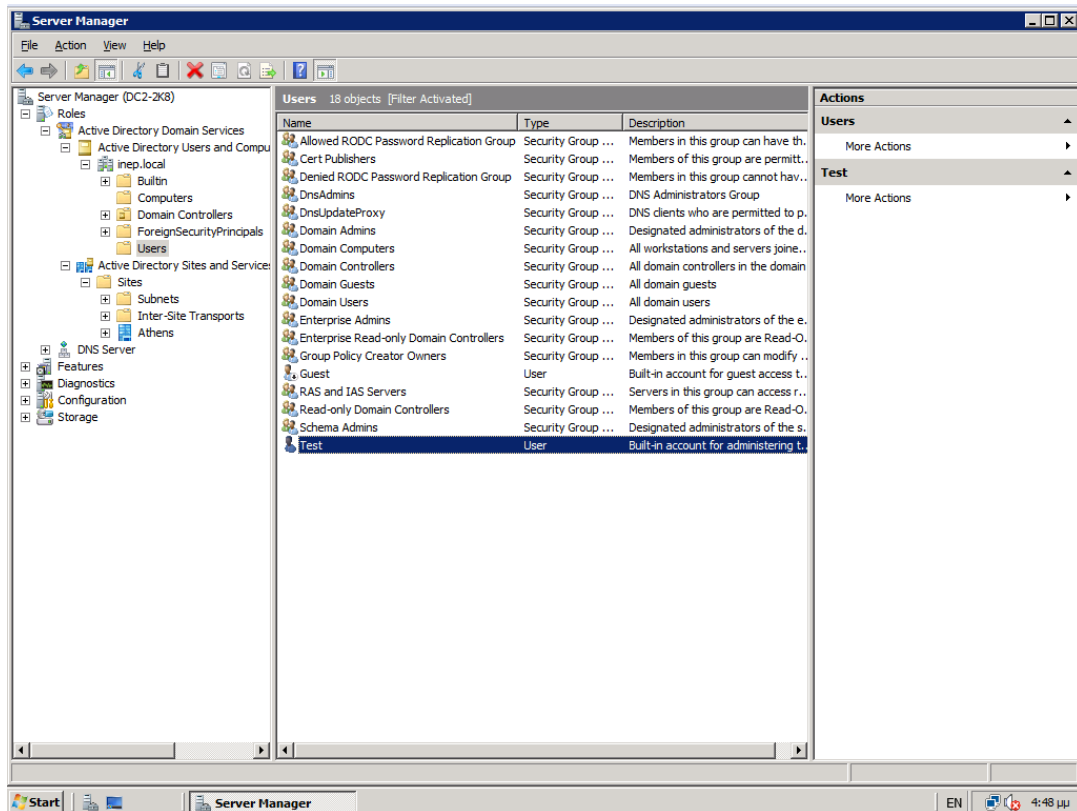 Server Manager
File Action View Help
Server Manager (DC2-2K8)
Roles
Active Directory Domain Services
Active Directory Users and Compu
inep.local
Builtin
Computers
Domain Controllers
ForeignSecurityPrincipals
Users
Active Directory Sites and Service
Sites
Subnets
Inter-Site Transports
Athens
DNS Server
Features
Diagnostics
Configuration
Storage
Users 18 objects [Filter Activated]
Name Type Description
Allowed RODC Password Replication Group Security Group ... Members in this group can have th..
Cert Publishers Security Group ... Members of this group are permitt..
Denied RODC Password Replication Group Security Group ... Members in this group cannot hav..
DnsAdmins Security Group ... DNS Administrators Group
DnsUpdateProxy Security Group ... DNS clients who are permitted to p.
Domain Admins Security Group ... Designated administrators of the d.
Domain Computers Security Group ... All workstations and servers joine..
Domain Controllers Security Group ... All domain controllers in the domain
Domain Guests Security Group ... All domain guests
Domain Users Security Group ... All domain users
Enterprise Admins Security Group ... Designated administrators of the e.
Enterprise Read-only Domain Controllers Security Group ... Members of this group are Read-O.
Group Policy Creator Owners Security Group ... Members in this group can modify ..
Guest User Built-in account for guest access t..
RAS and IAS Servers Security Group ... Servers in this group can access r..
Read-only Domain Controllers Security Group ... Members of this group are Read-O.
Schema Admins Security Group ... Designated administrators of the s.
Test User Built-in account for administering t..
Actions
Users
More Actions
Test
More Actions
Start Server Manager EN 4:48 μμ